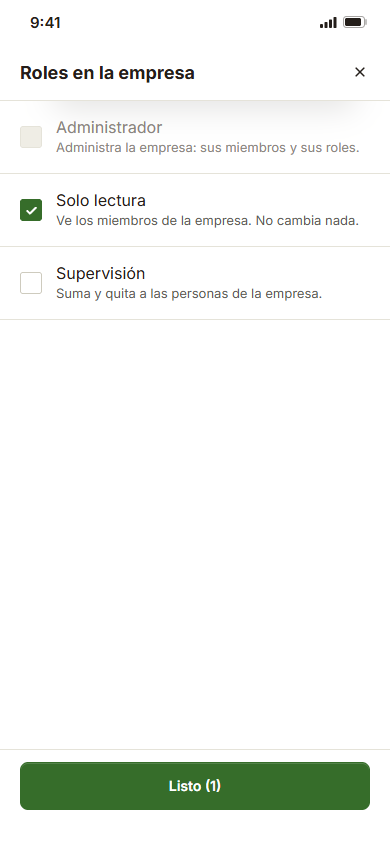 9:41
Roles en la empresa
Administrador
Administra la empresa: sus miembros y sus roles.
Solo lectura
Ve los miembros de la empresa. No cambia nada.
Supervisión
Suma y quita a las personas de la empresa.
Listo (1)